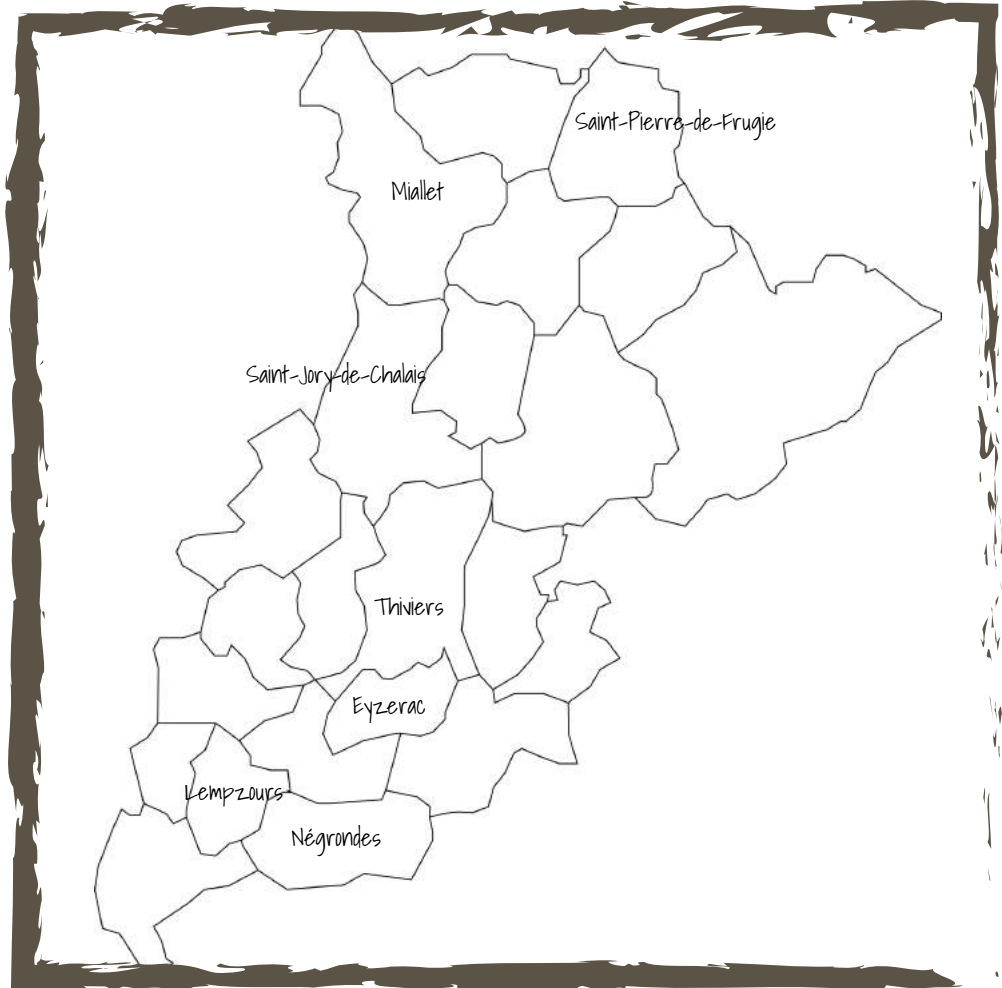 Saint-Pierre-de-Frugie
Miallet
Saint-Jory-de-Chalais
Thiviers
Eyzerac
Lempzours
Négrondes